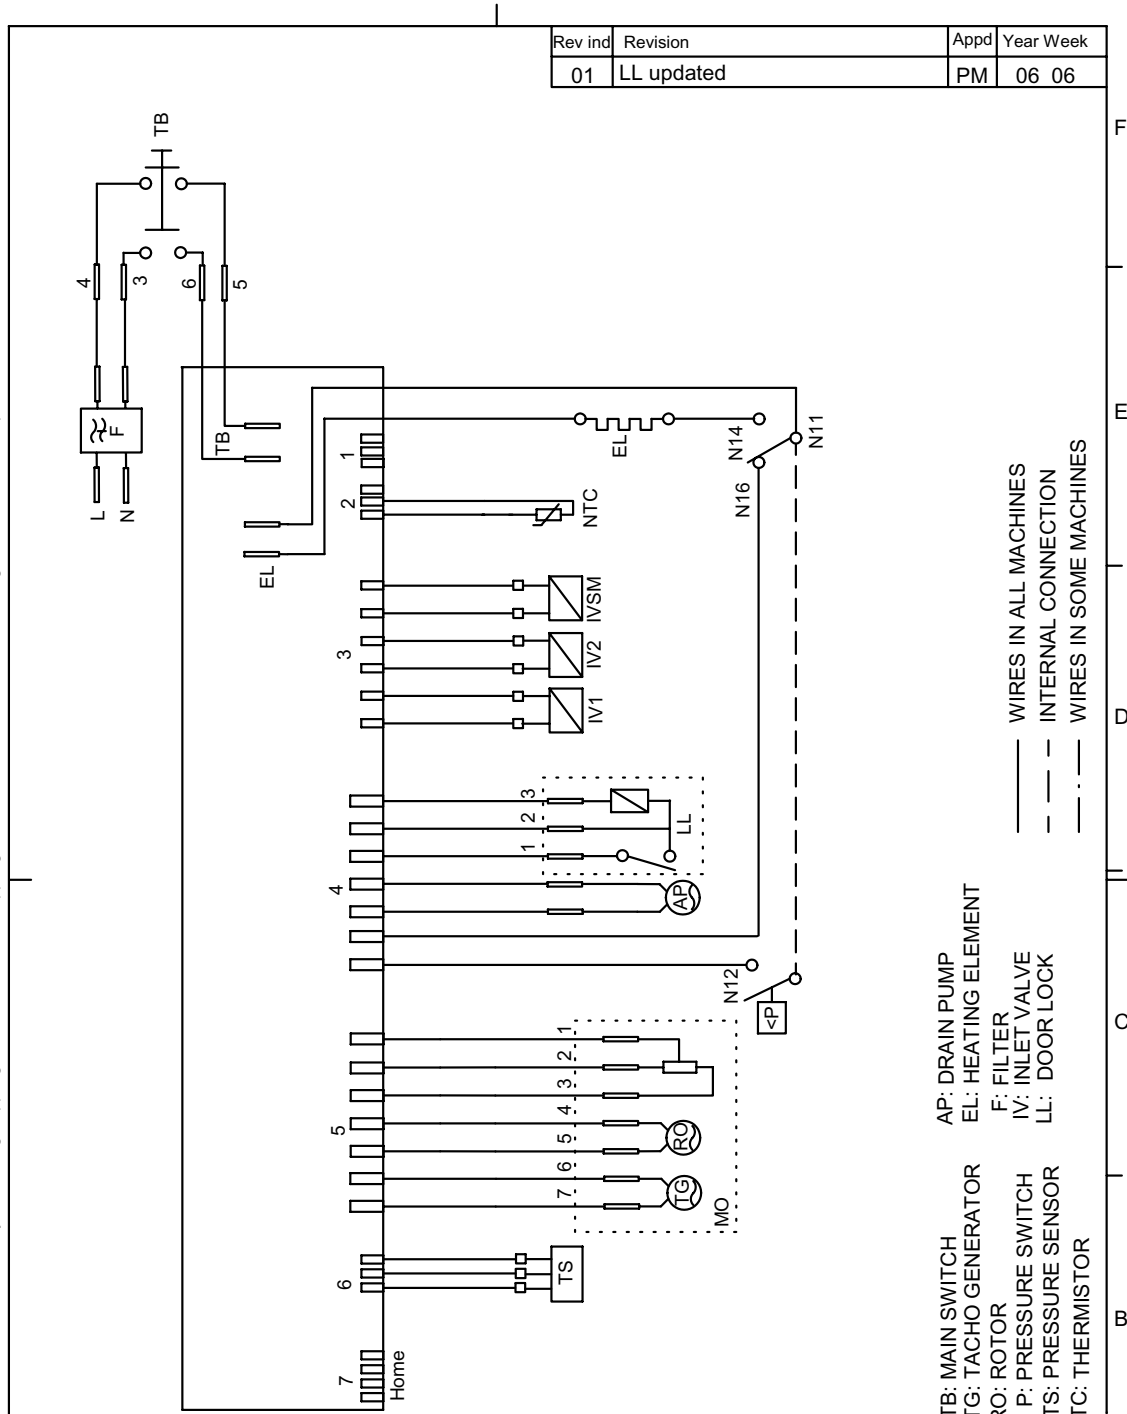 Rev ind Revision Appd Year Week
01 LL updated PM 06 06
F
E
D
C
B
TB
4
3
6
5
F
L
N
TB
EL
1
2
3
4
5
6
7
Home
EL
N14
N11
N16
NTC
IVSM
IV2
IV1
3
2
1
LL
AP
N12
<P
1
2
3
4
5
6
7
RO
TG
MO
TS
WIRES IN ALL MACHINES
INTERNAL CONNECTION
WIRES IN SOME MACHINES
AP: DRAIN PUMP
EL: HEATING ELEMENT
F: FILTER
IV: INLET VALVE
LL: DOOR LOCK
TB: MAIN SWITCH
TG: TACHO GENERATOR
RO: ROTOR
P: PRESSURE SWITCH
TS: PRESSURE SENSOR
TC: THERMISTOR